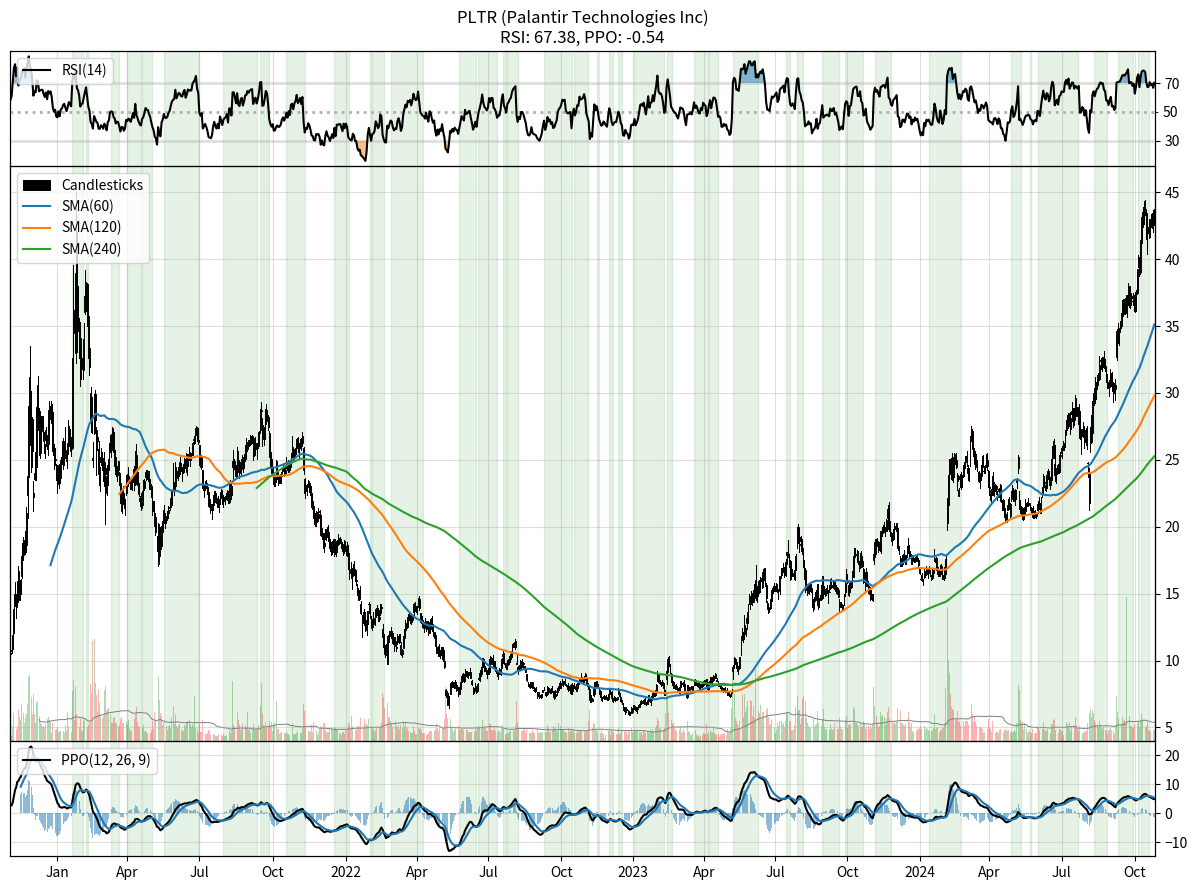 PLTR (Palantir Technologies Inc)
RSI: 67.38, PPO: -0.54
RSI(14)
70
50
30
Candlesticks
SMA(60)
SMA(120)
SMA(240)
45
40
35
30
25
20
15
10
5
PPO(12, 26, 9)
20
10
0
−10
Jan Apr Jul Oct 2022 Apr Jul Oct 2023 Apr Jul Oct 2024 Apr Jul Oct